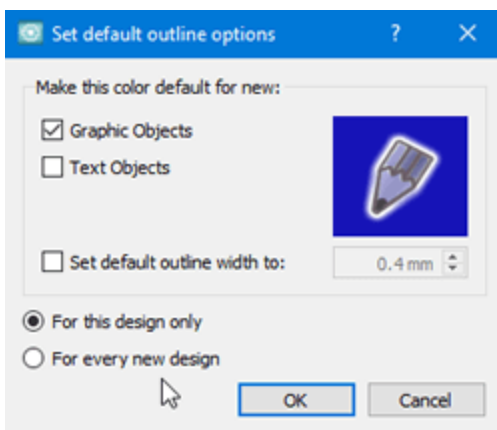 Set default outline options ?
Make this color default for new:
Graphic Objects
Text Objects
Set default outline width to: 0.4 mm
For this design only
For every new design
OK Cancel